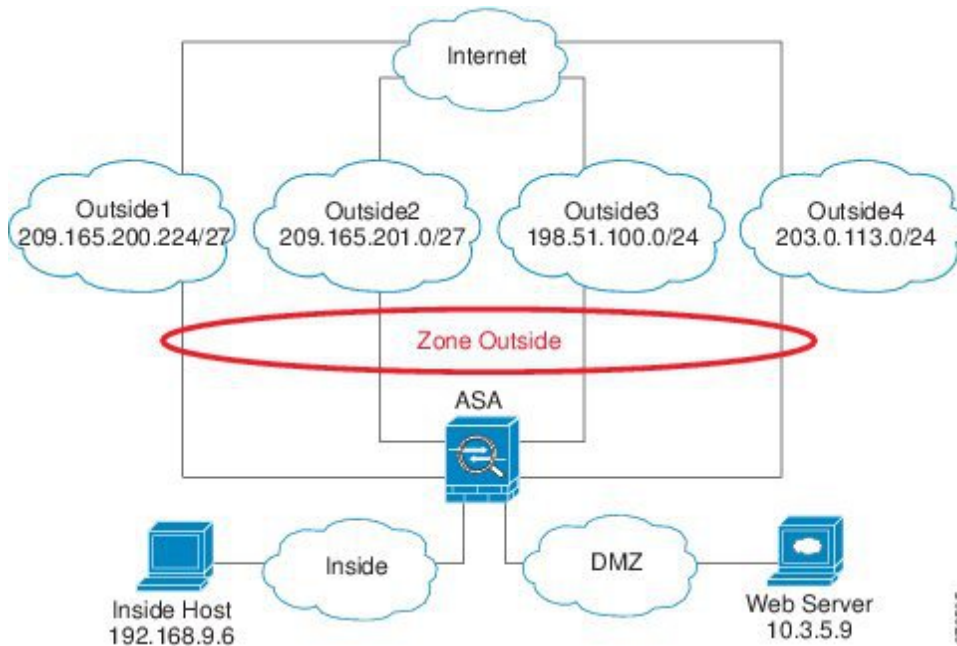 Internet
Outside1
209.165.200.224/27
Outside2
209.165.201.0/27
Outside3
198.51.100.0/24
Outside4
203.0.113.0/24
Zone Outside
ASA
Inside
DMZ
Inside Host
192.168.9.6
Web Server
10.3.5.9